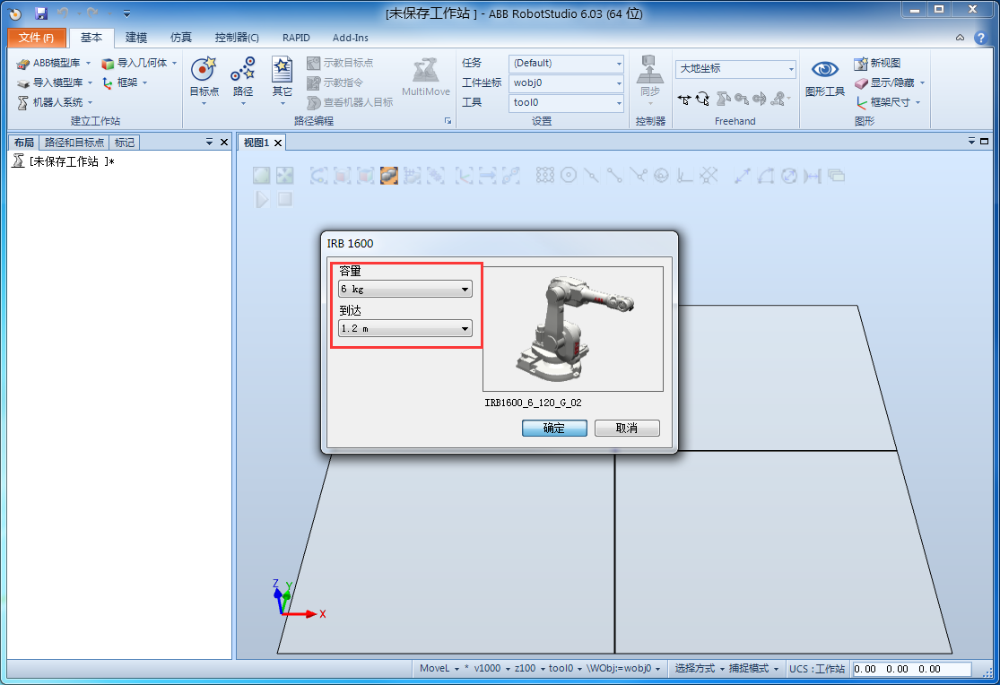 [未保存工作站 ] - ABB RobotStudio 6.03 (64 位)
文件(F) 基本 建模 仿真 控制器(C) RAPID Add-Ins
ABB模型库 导入几何体
导入模型库 框架
机器人系统
建立工作站
目标点 路径 其它
示教目标点
示教指令
查看机器人目标
MultiMove
路径编程
任务 (Default)
工件坐标 wobj0
工具 tool0
设置
同步
控制器
大地坐标
Freehand
图形工具
新视图
显示/隐藏
框架尺寸
图形
布局 路径和目标点 标记
[未保存工作站 ]*
视图1
IRB 1600
容量
6 kg
到达
1.2 m
ABB
IRB1600_6_120_G_02
确定 取消
Z Y
X
MoveL * v1000 z100 tool0 \WObj:=wobj0 选择方式 捕捉模式 UCS : 工作站 0.00 0.00 0.00